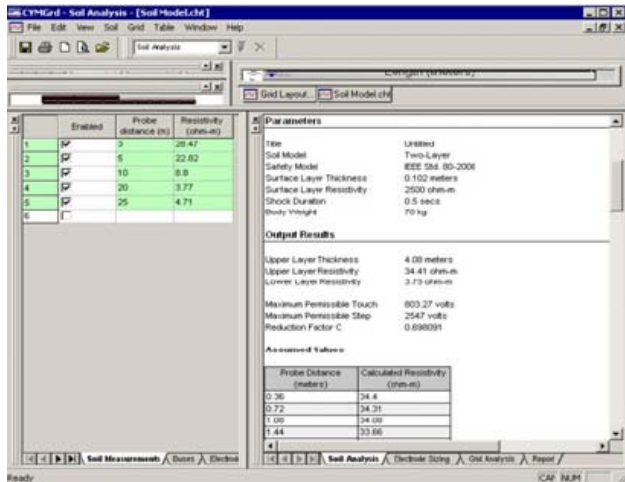 CYMGrd - Soil Analysis - [Soil Model.cht]
File Edit View Soil Grid Table Window Help
Soil Analysis
Length (meters)
Grid Layout... Soil Model.cht
Enabled Probe distance (m) Resistivity (ohm-m)
1 3 28.47
2 5 22.82
3 10 8.8
4 20 3.77
5 25 4.71
6
Soil Measurements Buses Electrod
Parameters
Title Untitled
Soil Model Two-Layer
Safety Model IEEE Std. 80-2000
Surface Layer Thickness 0.102 meters
Surface Layer Resistivity 2500 ohm-m
Shock Duration 0.5 secs
Body Weight 70 kg
Output Results
Upper Layer Thickness 4.08 meters
Upper Layer Resistivity 34.41 ohm-m
Lower Layer Resistivity 3.73 ohm-m
Maximum Permissible Touch 803.27 volts
Maximum Permissible Step 2547 volts
Reduction Factor C 0.698091
Assumed Values
Probe Distance (meters) Calculated Resistivity (ohm-m)
0.36 34.4
0.72 34.31
1.08 34.08
1.44 33.66
Soil Analysis Electrode Sizing Grid Analysis Report
Ready CAP NUM